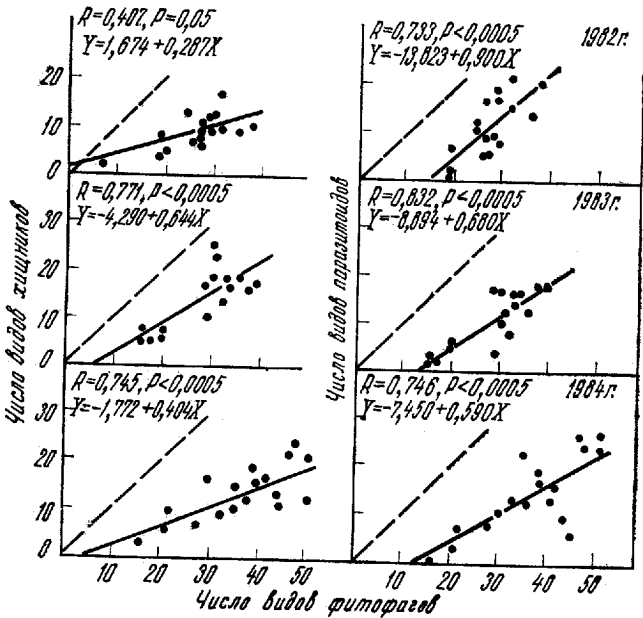 R=0,407, P=0,05
Y=1,674+0,287X
20
10
0
R=0,733, P<0,0005
Y=-13,823+0,900X
1982г.
R=0,771, P<0,0005
Y=-4,290+0,644X
30
20
10
0
R=0,832, P<0,0005
Y=-8,894+0,680X
1983г.
R=0,745, P<0,0005
Y=-1,772+0,404X
30
20
10
0
R=0,746, P<0,0005
Y=-7,450+0,590X
1984г.
Число видов хищников
Число видов паразитоидов
10 20 30 40 50
10 20 30 40 50
Число видов фитофагов